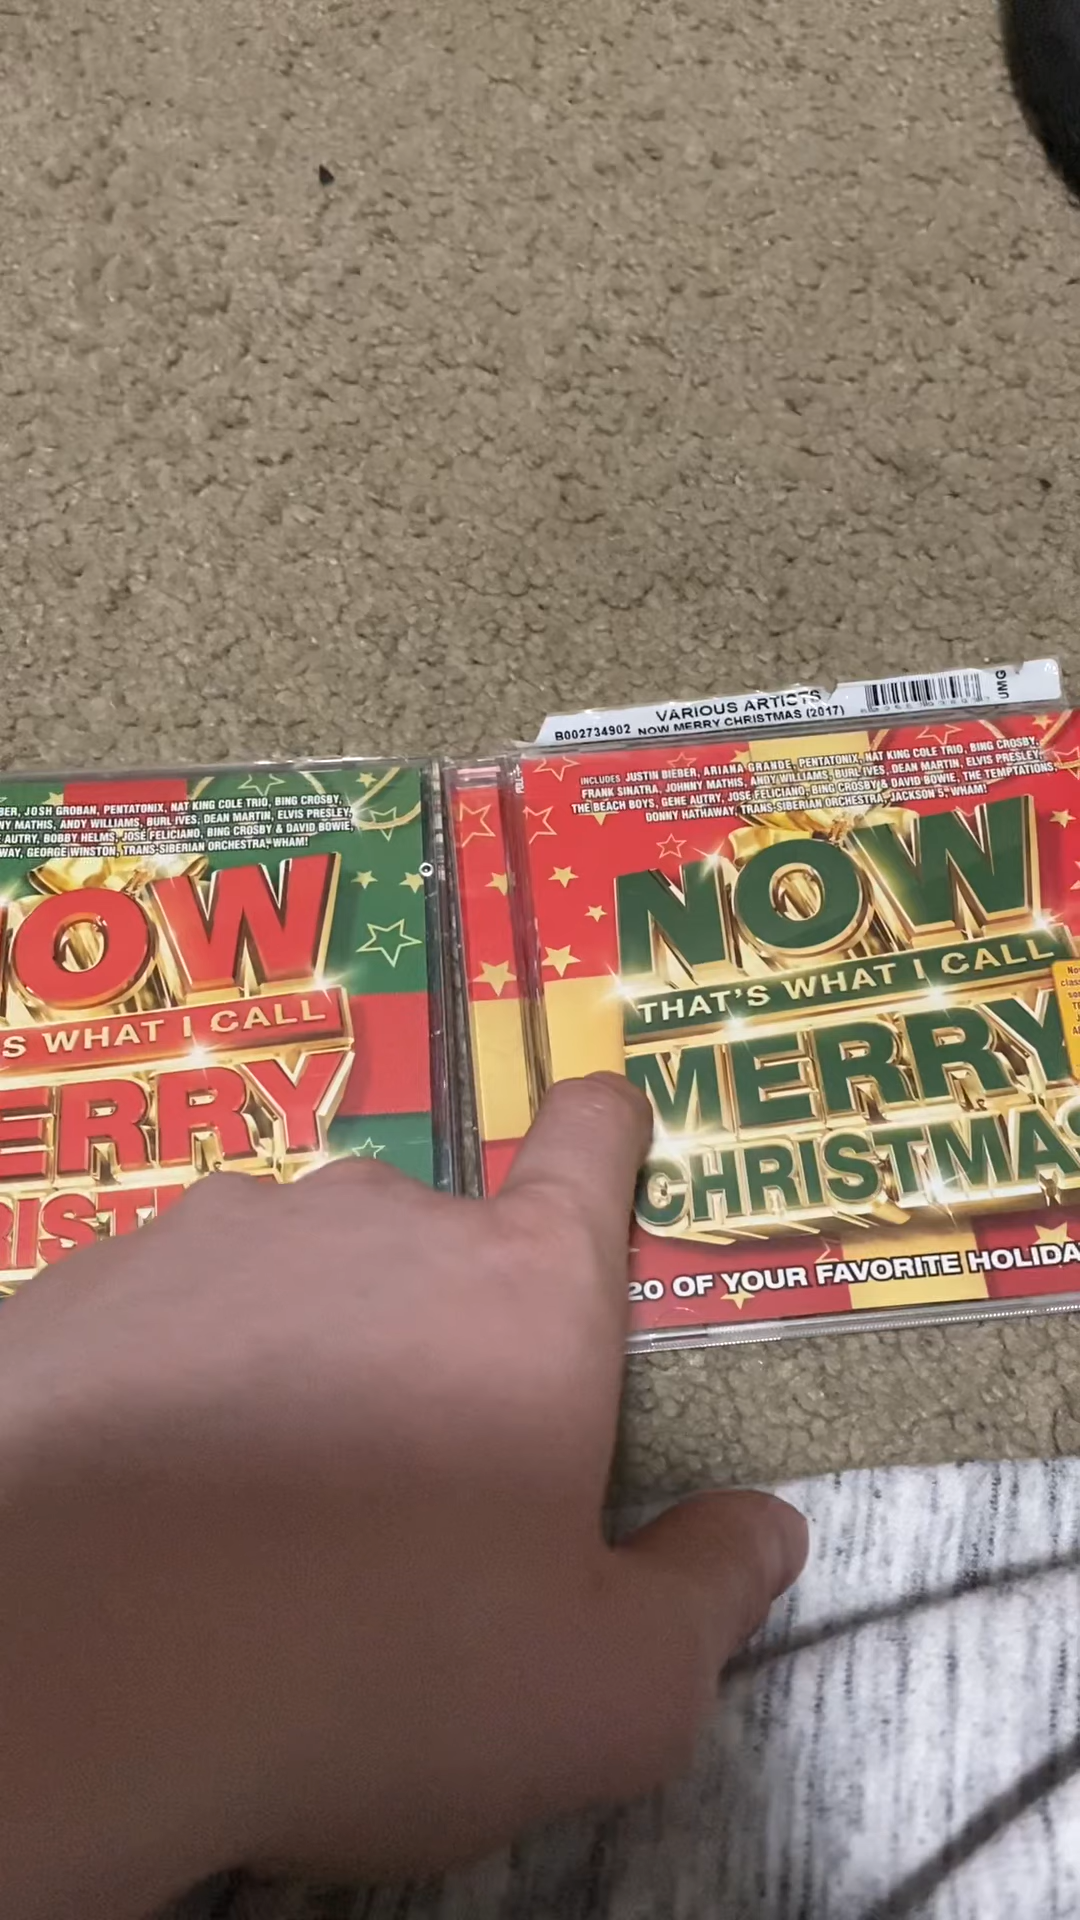 BER, JOSH GROBAN, PENTATONIX, NAT KING COLE TRIO, BING CROSBY,
NY MATHIS, ANDY WILLIAMS, BURL IVES, DEAN MARTIN, ELVIS PRESLEY,
AUTRY, BOBBY HELMS, JOSÉ FELICIANO, BING CROSBY & DAVID BOWIE,
WAY, GEORGE WINSTON, TRANS-SIBERIAN ORCHESTRA, WHAM!
NOW
S WHAT I CALL
ERRY
RIST
B002734902 VARIOUS ARTISTS
NOW MERRY CHRISTMAS (2017)
UMG
INCLUDES JUSTIN BIEBER, ARIANA GRANDE, PENTATONIX, NAT KING COLE TRIO, BING CROSBY,
FRANK SINATRA, JOHNNY MATHIS, ANDY WILLIAMS, BURL IVES, DEAN MARTIN, ELVIS PRESLEY,
THE BEACH BOYS, GENE AUTRY, JOSÉ FELICIANO, BING CROSBY & DAVID BOWIE, THE TEMPTATIONS,
DONNY HATHAWAY, TRANS-SIBERIAN ORCHESTRA, JACKSON 5, WHAM!
NOW
THAT'S WHAT I CALL
MERRY
CHRISTMAS
20 OF YOUR FAVORITE HOLIDA